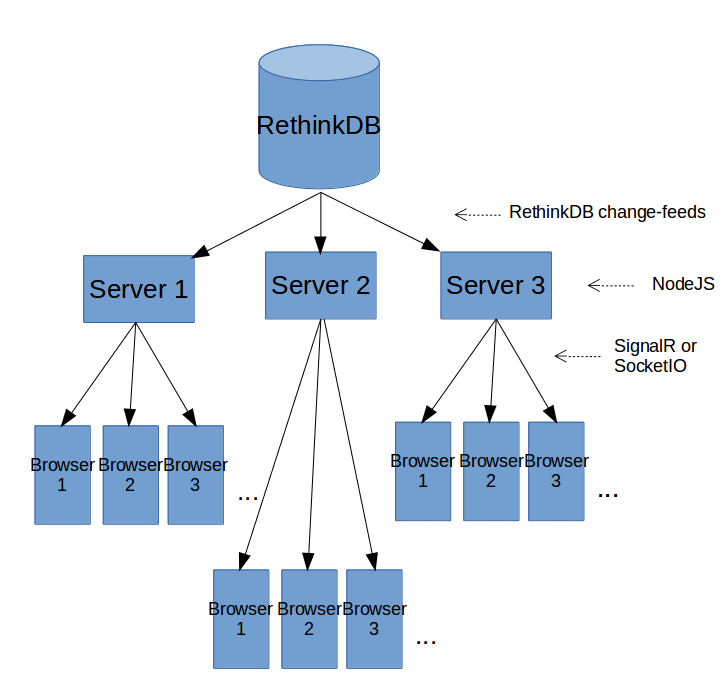 RethinkDB
RethinkDB change-feeds
Server 1
Server 2
Server 3
NodeJS
SignalR or
SocketIO
Browser
1
Browser
2
Browser
3
...
Browser
1
Browser
2
Browser
3
...
Browser
1
Browser
2
Browser
3
...